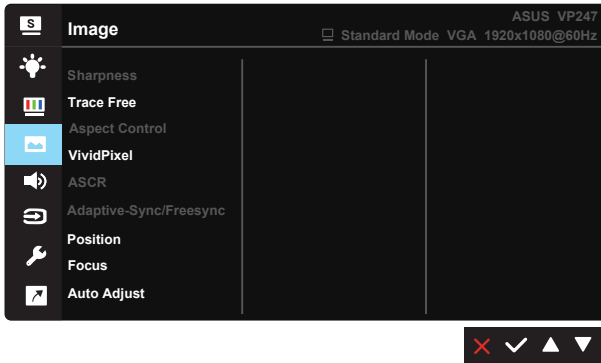 S
Image
ASUS VP247
Standard Mode VGA 1920x1080@60Hz
Sharpness
Trace Free
Aspect Control
VividPixel
ASCR
Adaptive-Sync/Freesync
Position
Focus
Auto Adjust